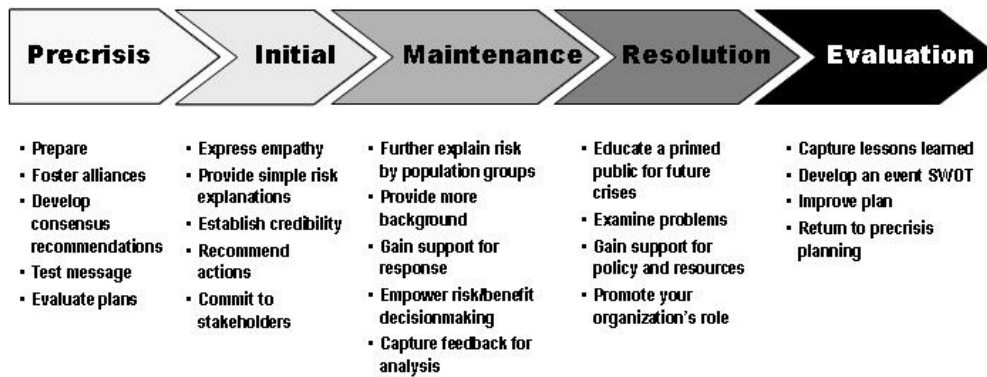 Precrisis
Initial
Maintenance
Resolution
Evaluation
▪ Prepare
▪ Foster alliances
▪ Develop
consensus
recommendations
▪ Test message
▪ Evaluate plans
▪ Express empathy
▪ Provide simple risk
explanations
▪ Establish credibility
▪ Recommend
actions
▪ Commit to
stakeholders
▪ Further explain risk
by population groups
▪ Provide more
background
▪ Gain support for
response
▪ Empower risk/benefit
decisionmaking
▪ Capture feedback for
analysis
▪ Educate a primed
public for future
crises
▪ Examine problems
▪ Gain support for
policy and resources
▪ Promote your
organization's role
▪ Capture lessons learned
▪ Develop an event SWOT
▪ Improve plan
▪ Return to precrisis
planning